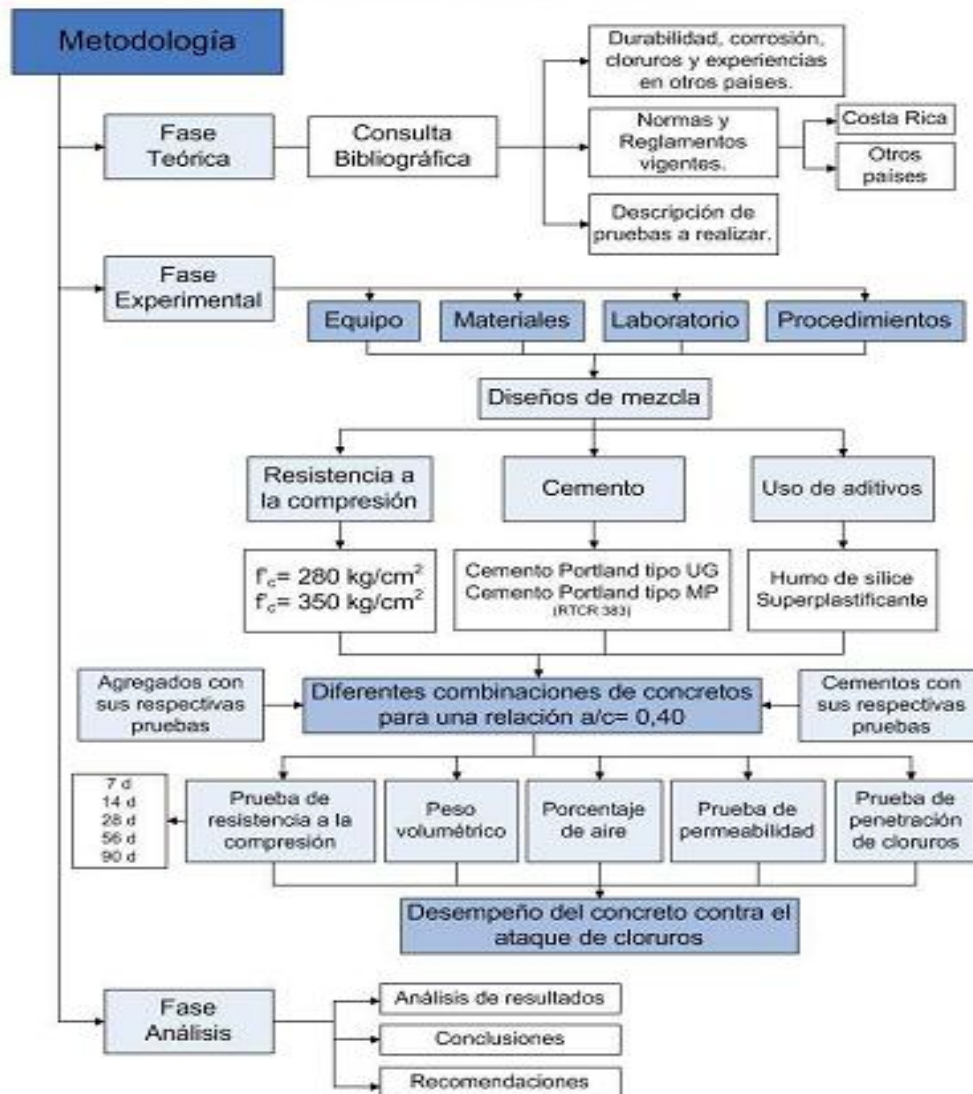 Metodología
Fase
Teórica
Consulta
Bibliográfica
Durabilidad, corrosión,
cloruros y experiencias
en otros países.
Normas y
Reglamentos
vigentes.
Costa Rica
Otros
países
Descripción de
pruebas a realizar.
Fase
Experimental
Equipo
Materiales
Laboratorio
Procedimientos
Diseños de mezcla
Resistencia a
la compresión
Cemento
Uso de aditivos
f'c= 280 kg/cm²
f'c= 350 kg/cm²
Cemento Portland tipo UG
Cemento Portland tipo MP
(RTCR 383)
Humo de sílice
Superplastificante
Agregados con
sus respectivas
pruebas
Diferentes combinaciones de concretos
para una relación a/c= 0,40
Cementos con
sus respectivas
pruebas
7 d
14 d
28 d
56 d
90 d
Prueba de
resistencia a la
compresión
Peso
volumétrico
Porcentaje
de aire
Prueba de
permeabilidad
Prueba de
penetración
de cloruros
Desempeño del concreto contra el
ataque de cloruros
Fase
Análisis
Análisis de resultados
Conclusiones
Recomendaciones